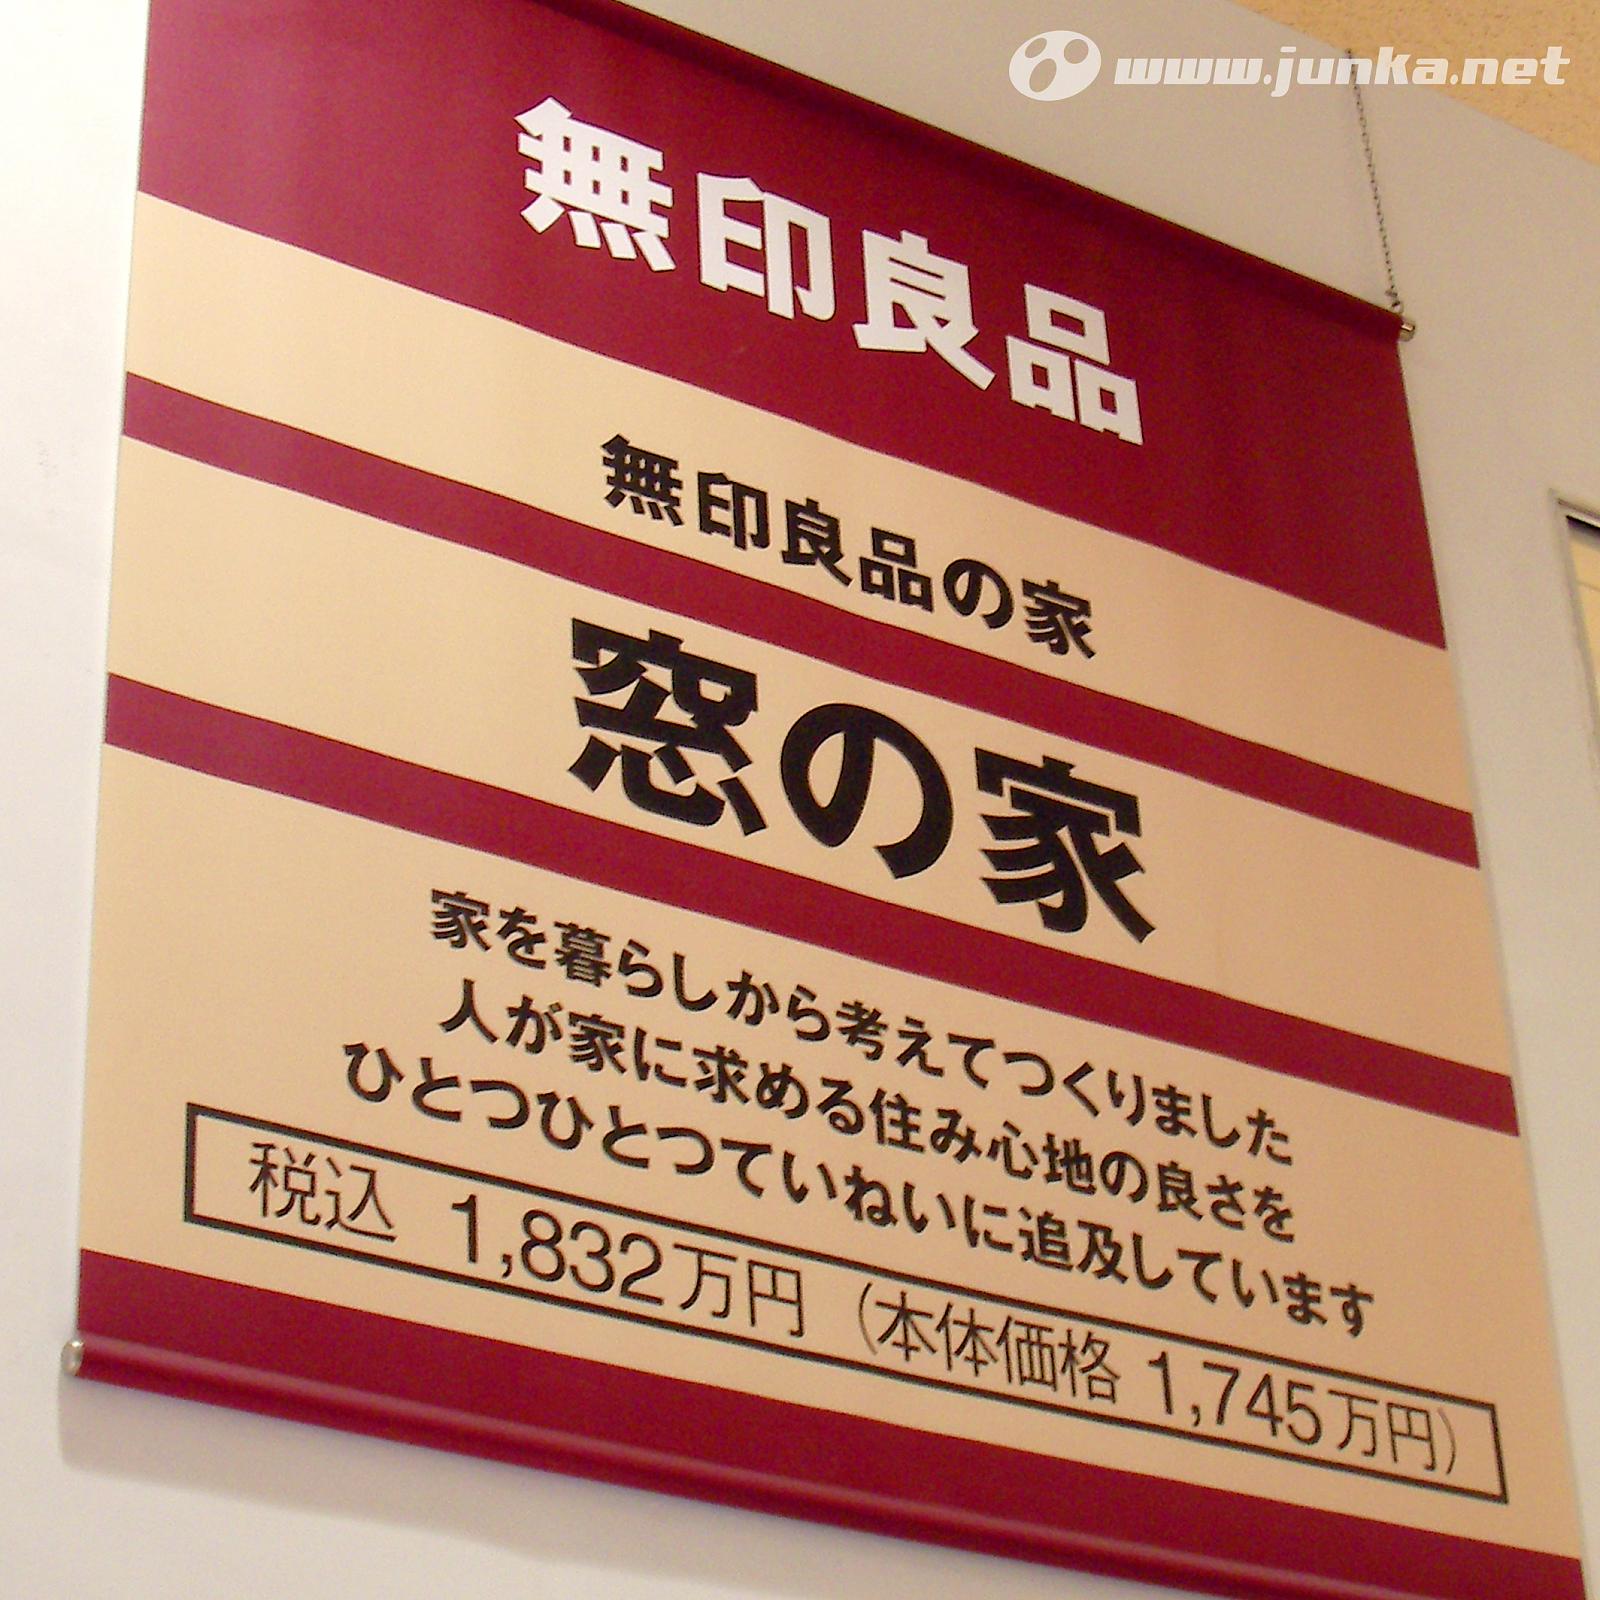 www.junka.net
無印良品
無印良品の家
窓の家
家を暮らしから考えてつくりました
人が家に求める住み心地の良さを
ひとつひとつていねいに追及しています
税込 1,832万円 (本体価格 1,745万円)